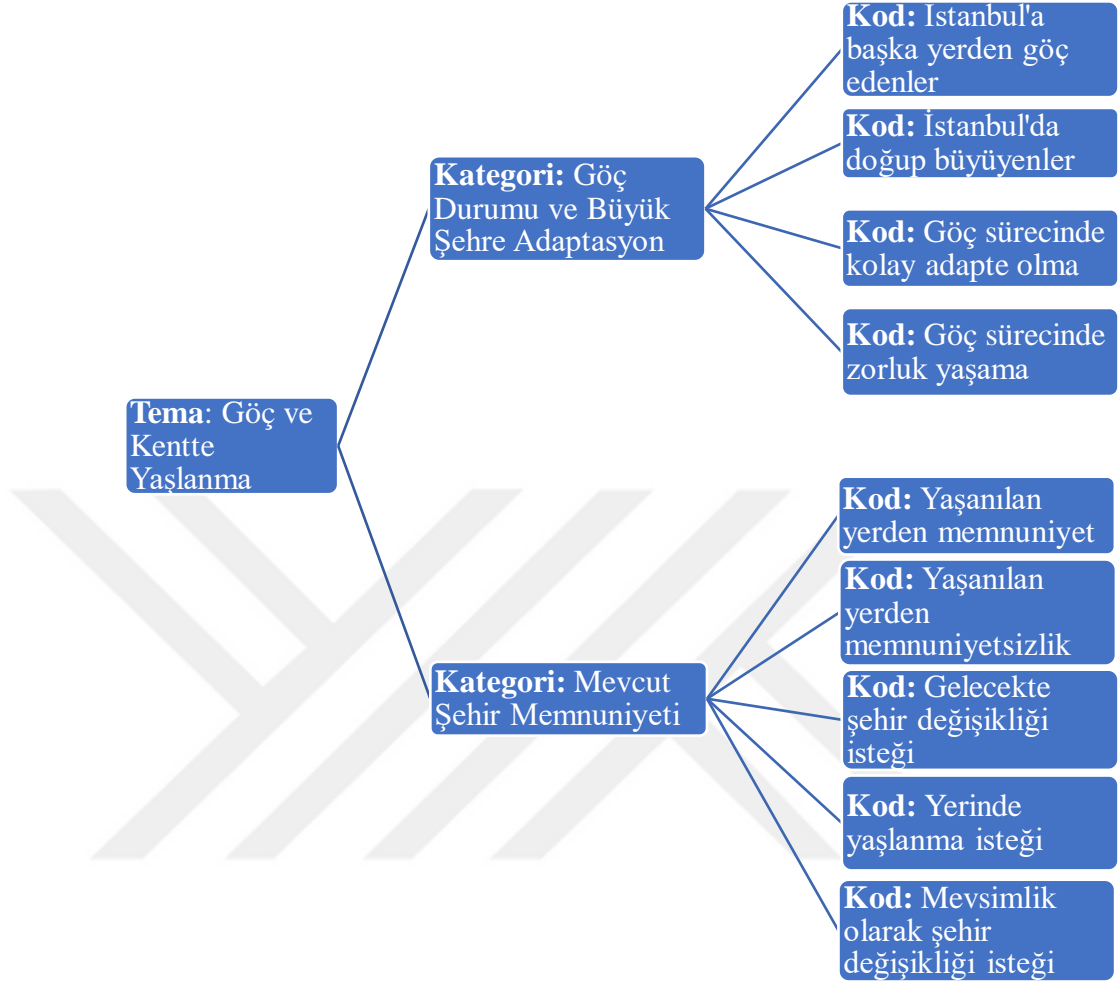 Tema: Göç ve
Kentte
Yaşlanma
Kategori: Göç
Durumu ve Büyük
Şehre Adaptasyon
Kod: İstanbul'a
başka yerden göç
edenler
Kod: İstanbul'da
doğup büyüyenler
Kod: Göç sürecinde
kolay adapte olma
Kod: Göç sürecinde
zorluk yaşama
Kategori: Mevcut
Şehir Memnuniyeti
Kod: Yaşanılan
yerden memnuniyet
Kod: Yaşanılan
yerden
memnuniyetsizlik
Kod: Gelecekte
şehir değişikliği
isteği
Kod: Yerinde
yaşlanma isteği
Kod: Mevsimlik
olarak şehir
değişikliği isteği